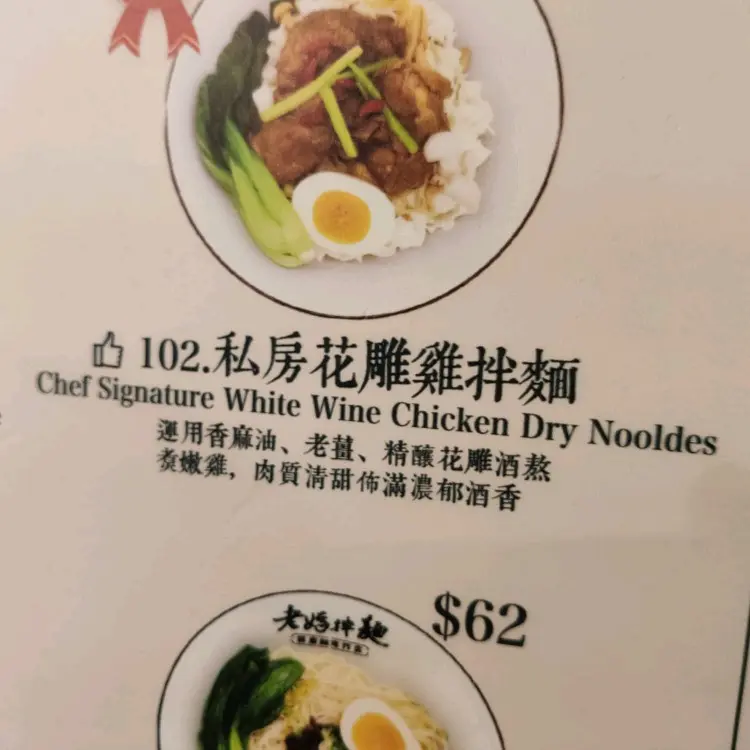 102.私房花雕雞拌麵
Chef Signature White Wine Chicken Dry Nooldes
運用香麻油、老薑、精釀花雕酒熬
煑嫩雞，肉質清甜佈滿濃郁酒香
$62
老媽拌麵